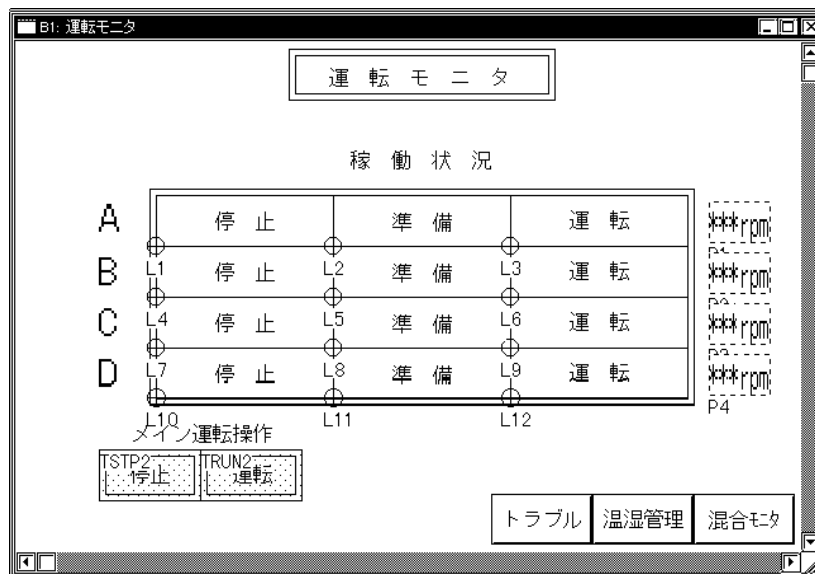 B1: 運転モニタ
運転モニタ
稼働状況
A 停止 準備 運転 ***rpm
L1 L2 L3
B 停止 準備 運転 ***rpm
L4 L5 L6
C 停止 準備 運転 ***rpm
L7 L8 L9
D 停止 準備 運転 ***rpm
L10 L11 L12 P4
メイン運転操作
TSTP2 TRUN2
停止 運転
トラブル 温湿管理 混合ﾓﾆﾀ